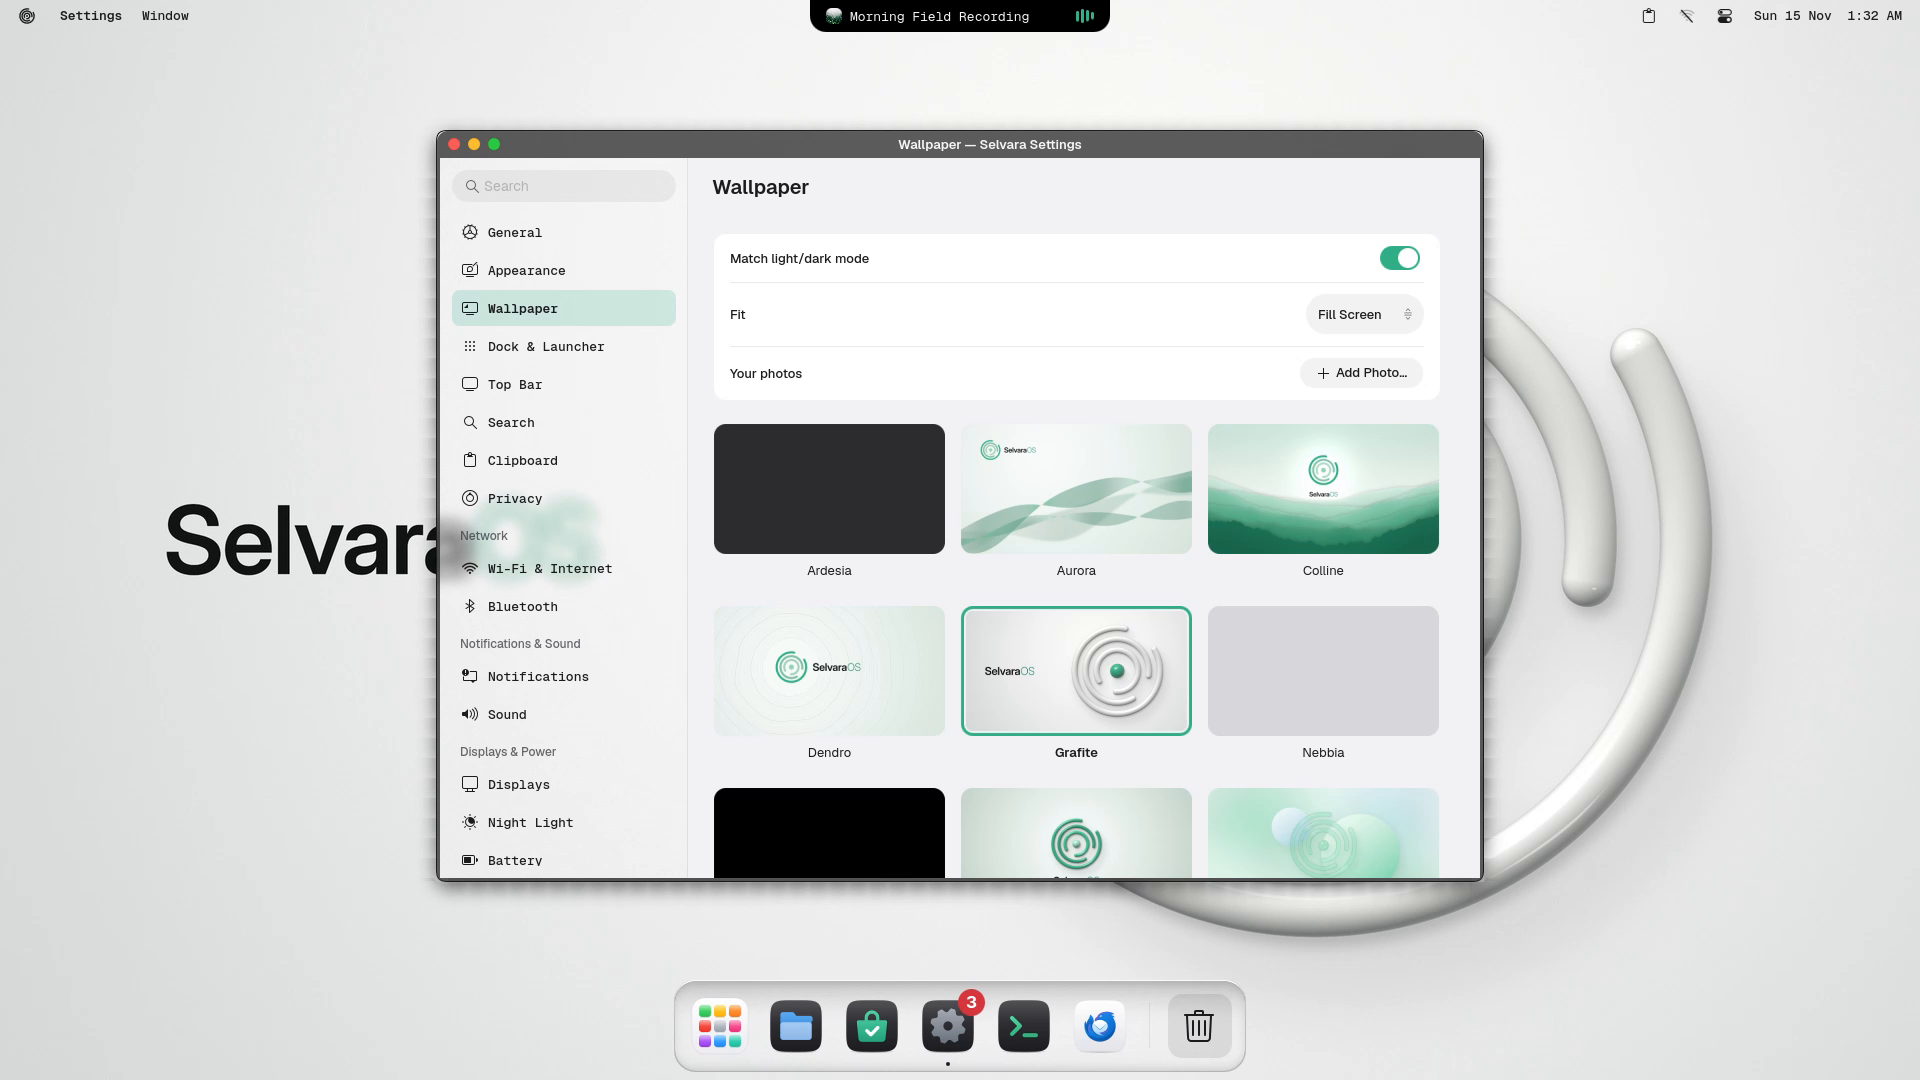 Settings Window
Morning Field Recording
Sun 15 Nov 1:32 AM
Wallpaper — Selvara Settings
Search
General
Appearance
Wallpaper
Dock & Launcher
Top Bar
Search
Clipboard
Privacy
Network
Wi-Fi & Internet
Bluetooth
Notifications & Sound
Notifications
Sound
Displays & Power
Displays
Night Light
Battery
Wallpaper
Match light/dark mode
Fit
Fill Screen
Your photos
Add Photo...
SelvaraOS
SelvaraOS
Ardesia
Aurora
Colline
SelvaraOS
SelvaraOS
Dendro
Grafite
Nebbia
SelvaraOS
3